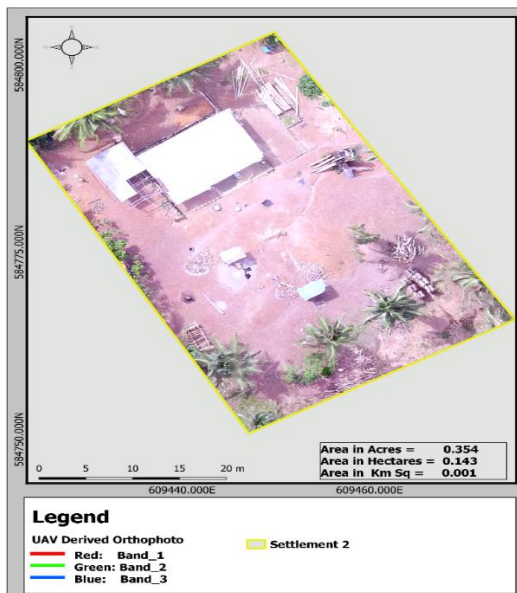 584800.000N
584775.000N
584750.000N
Area in Acres = 0.354
Area in Hectares = 0.143
Area in Km Sq = 0.001
0 5 10 15 20 m
609440.000E 609460.000E
Legend
UAV Derived Orthophoto
Red: Band_1
Green: Band_2
Blue: Band_3
Settlement 2